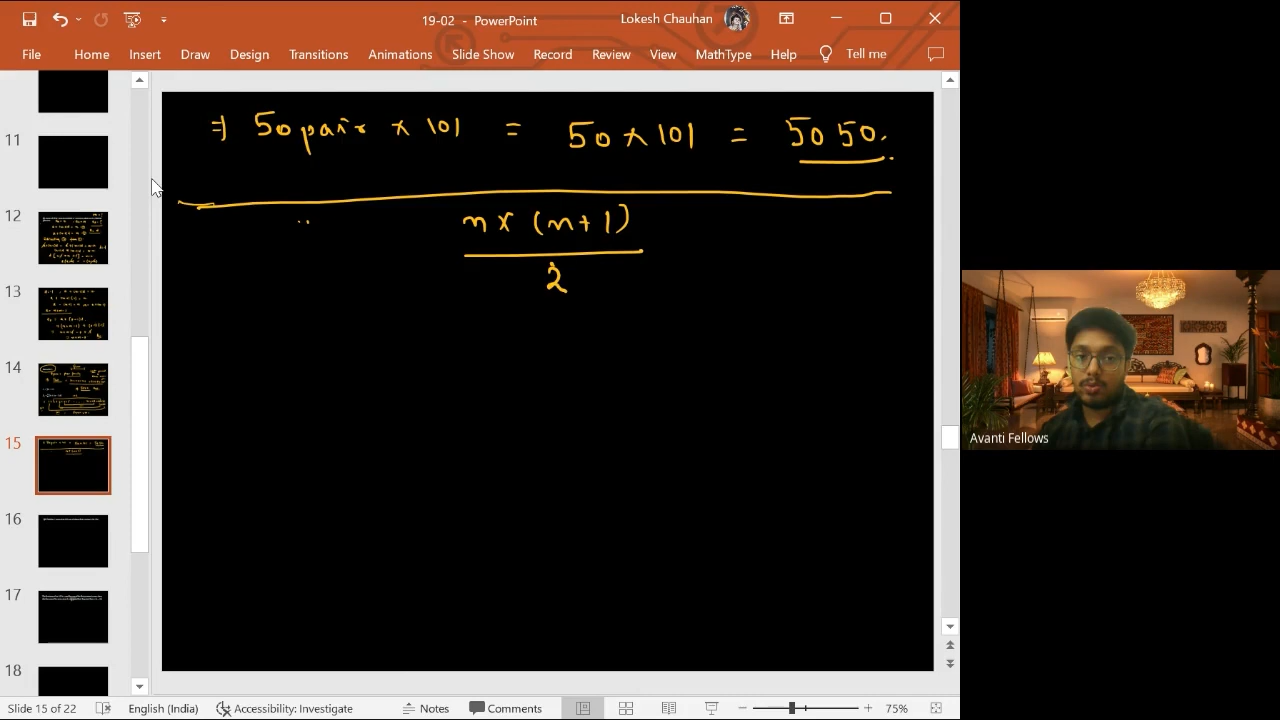 19-02 - PowerPoint
Lokesh Chauhan
File Home Insert Draw Design Transitions Animations Slide Show Record Review View MathType Help Tell me
⇒ 50 pairs × 101 = 50 × 101 = 5050.
n × (n+1)
2
11
12
13
14
15
16
17
18
Avanti Fellows
Slide 15 of 22 English (India) Accessibility: Investigate Notes Comments 75%